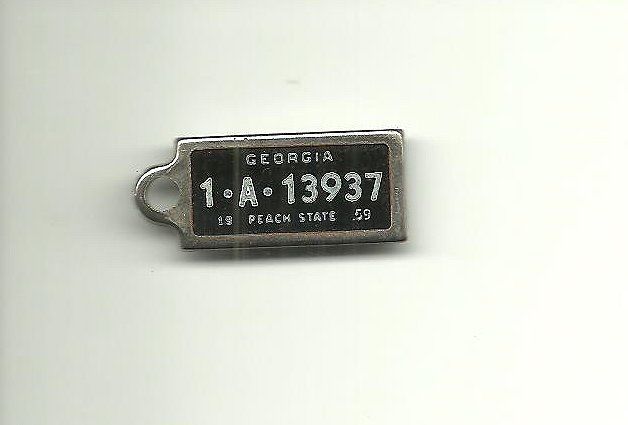 GEORGIA
1·A·13937
19 PEACH STATE 59